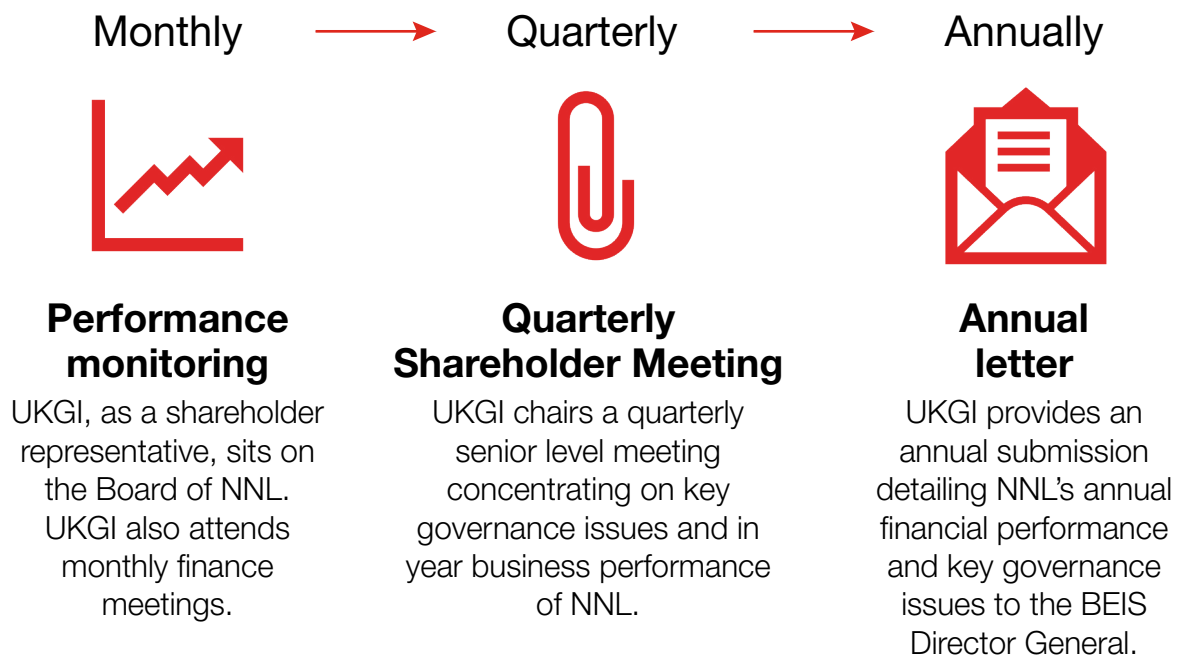 Monthly
Quarterly
Annually
Performance
monitoring
UKGI, as a shareholder
representative, sits on
the Board of NNL.
UKGI also attends
monthly finance
meetings.
Quarterly
Shareholder Meeting
UKGI chairs a quarterly
senior level meeting
concentrating on key
governance issues and in
year business performance
of NNL.
Annual
letter
UKGI provides an
annual submission
detailing NNL’s annual
financial performance
and key governance
issues to the BEIS
Director General.